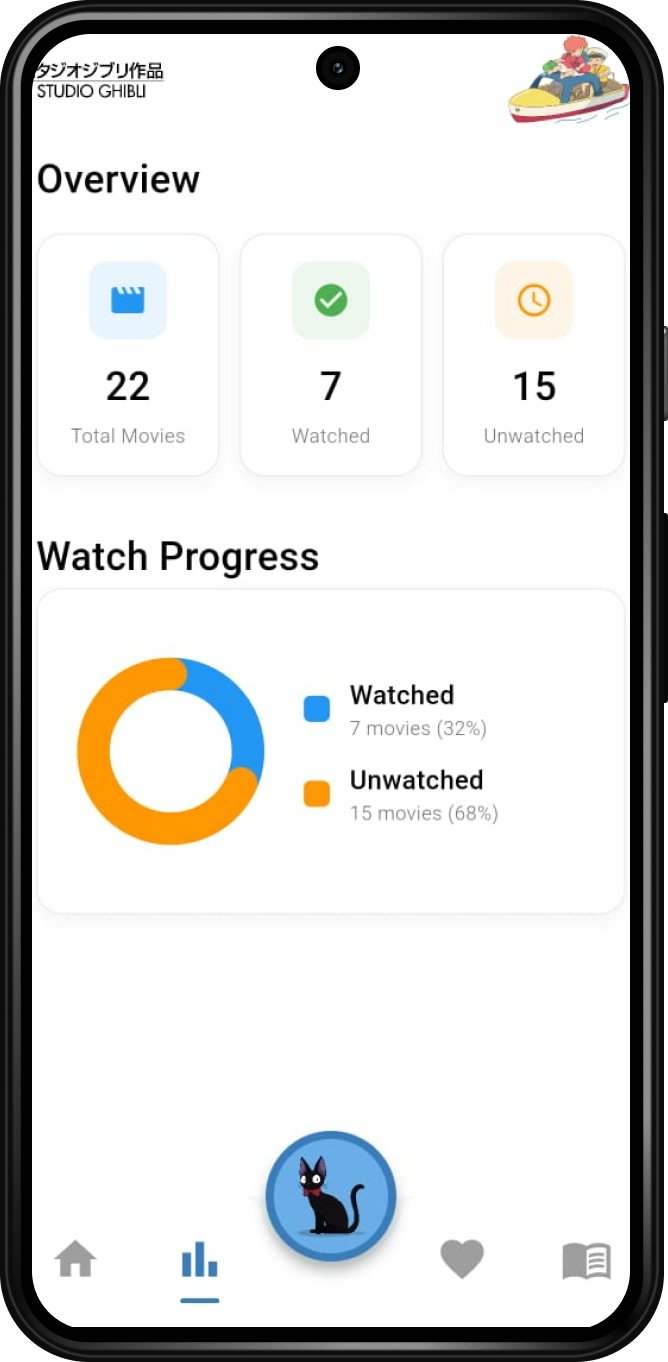 スタジオジブリ作品
STUDIO GHIBLI
Overview
22
Total Movies
7
Watched
15
Unwatched
Watch Progress
Watched
7 movies (32%)
Unwatched
15 movies (68%)